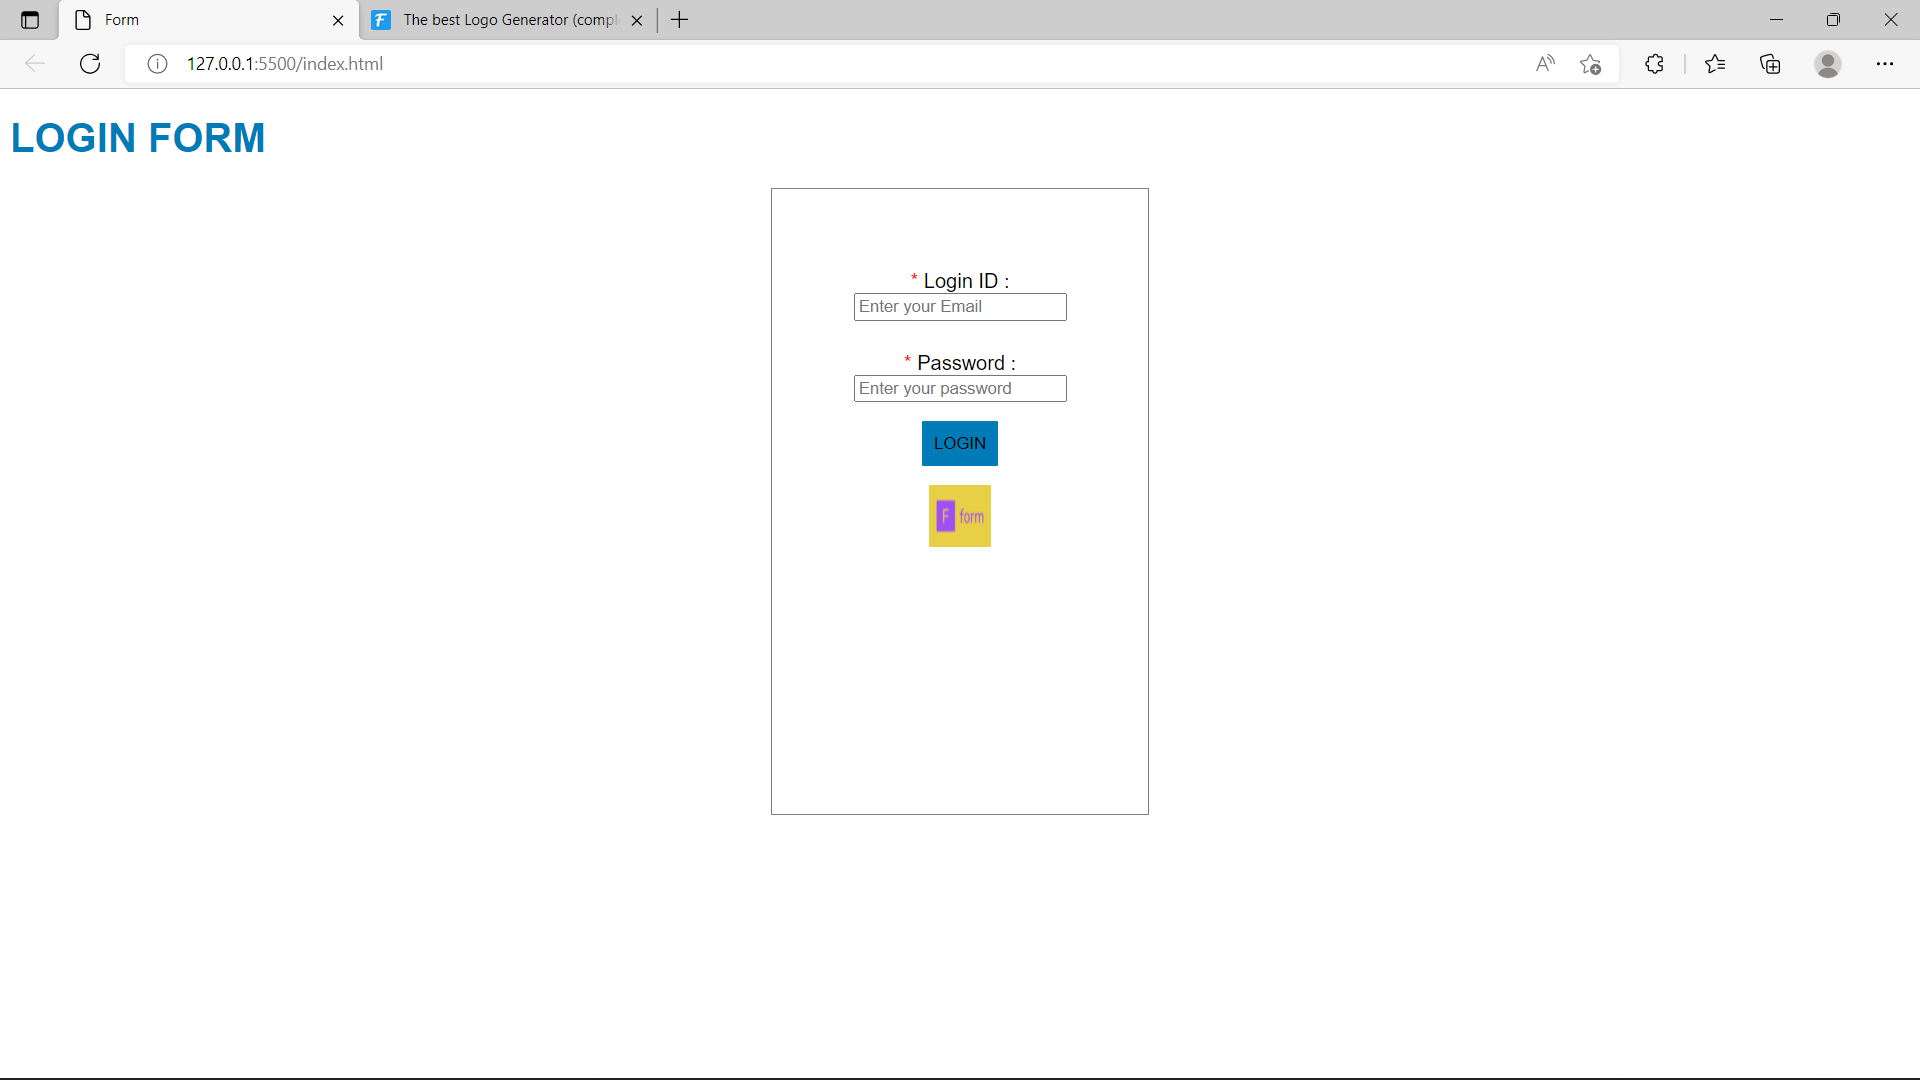 Form
The best Logo Generator (compl
127.0.0.1:5500/index.html
LOGIN FORM
* Login ID :
Enter your Email
* Password :
Enter your password
LOGIN
F form